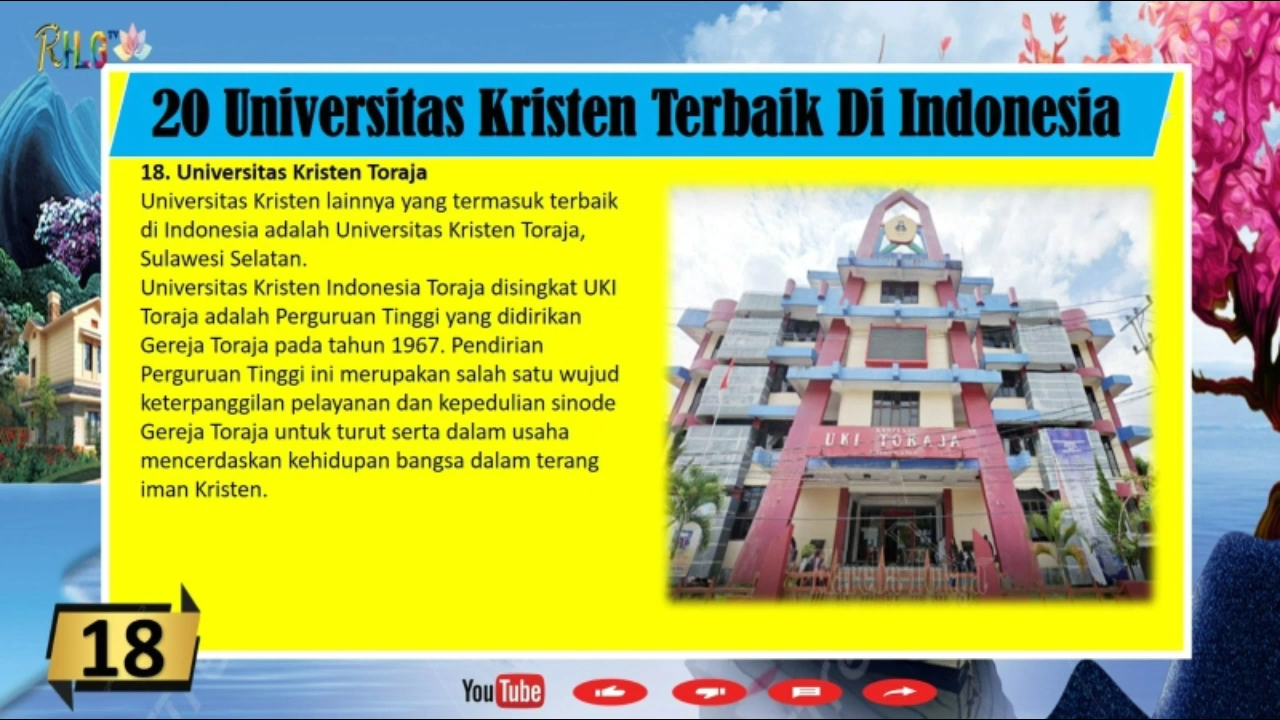 RHLG TV
20 Universitas Kristen Terbaik Di Indonesia
18. Universitas Kristen Toraja
Universitas Kristen lainnya yang termasuk terbaik
di Indonesia adalah Universitas Kristen Toraja,
Sulawesi Selatan.
Universitas Kristen Indonesia Toraja disingkat UKI
Toraja adalah Perguruan Tinggi yang didirikan
Gereja Toraja pada tahun 1967. Pendirian
Perguruan Tinggi ini merupakan salah satu wujud
keterpanggilan pelayanan dan kepedulian sinode
Gereja Toraja untuk turut serta dalam usaha
mencerdaskan kehidupan bangsa dalam terang
iman Kristen.
UKI TORAJA
18
YouTube